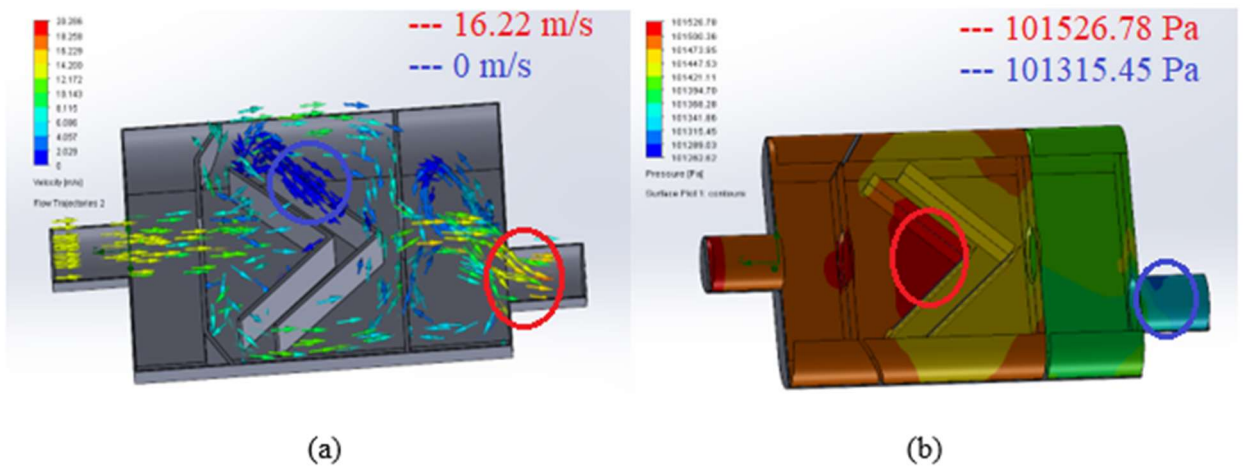 20.286
18.258
16.229
14.200
12.172
10.143
8.115
6.086
4.057
2.029
0
Velocity [m/s]
Flow Trajectories 2
--- 16.22 m/s
--- 0 m/s
101526.78
101500.36
101473.95
101447.53
101421.11
101394.70
101368.28
101341.86
101315.45
101289.03
101262.62
Pressure [Pa]
Surface Plot 1: contours
--- 101526.78 Pa
--- 101315.45 Pa
(a)
(b)